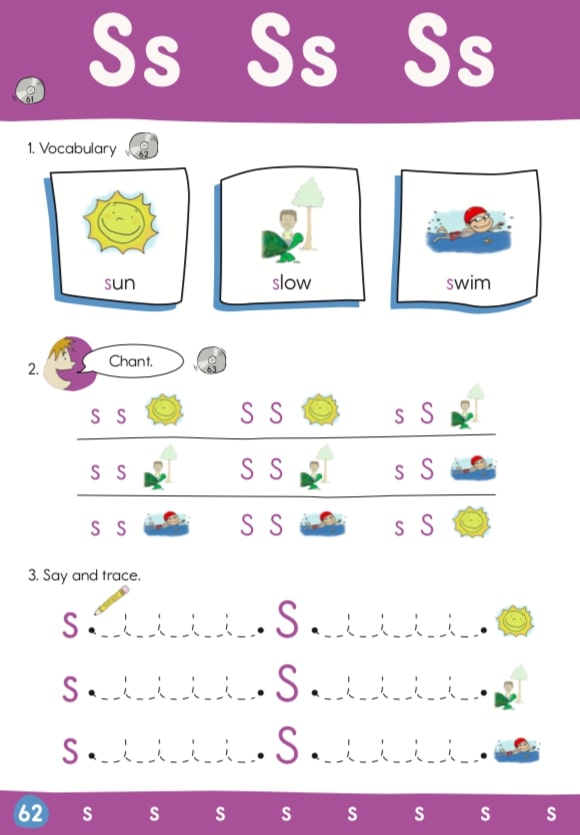 Ss Ss Ss
61
1. Vocabulary 62
sun slow swim
2. Chant. 63
s s S S s S
s s S S s S
s s S S s S
3. Say and trace.
s S
s S
s S
62 s s s s s s s s